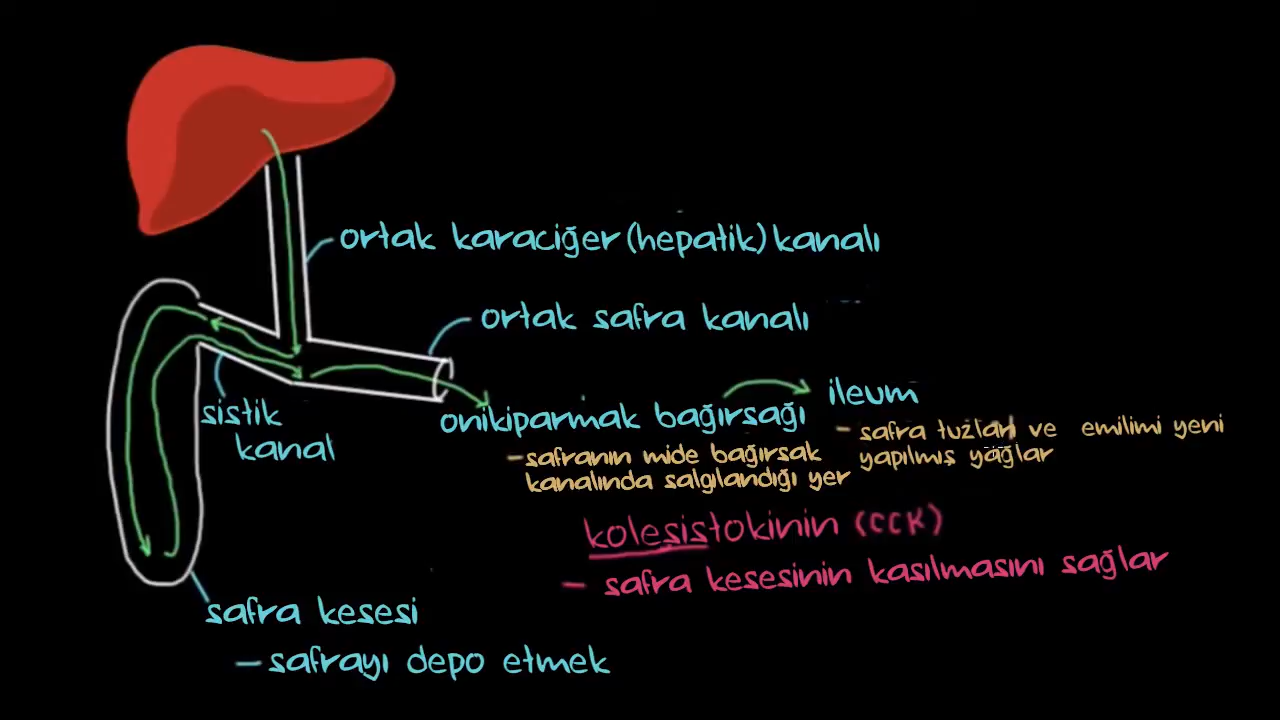 ortak karaciğer (hepatik) kanalı
ortak safra kanalı
sistik
kanal
onikiparmak bağırsağı
-safranın mide bağırsak
kanalında salgılandığı yer
ileum
- safra tuzları ve emilimi yeni
yapılmış yağlar
kolesistokinin (CCK)
- safra kesesinin kasılmasını sağlar
safra kesesi
- safrayı depo etmek